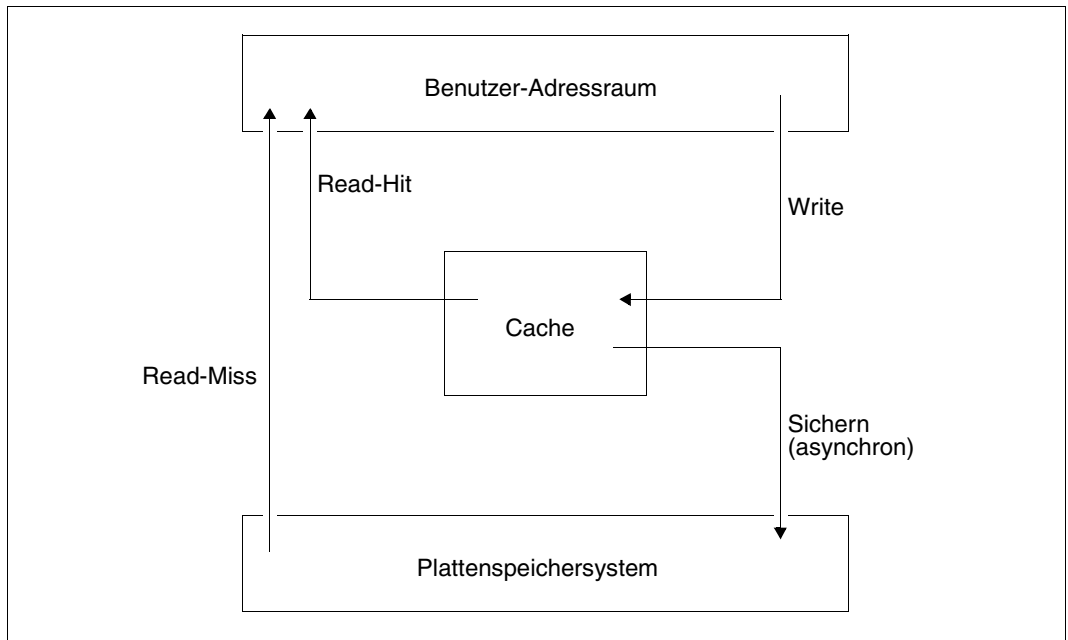 Benutzer-Adressraum
Read-Hit
Write
Cache
Read-Miss
Sichern
(asynchron)
Plattenspeichersystem